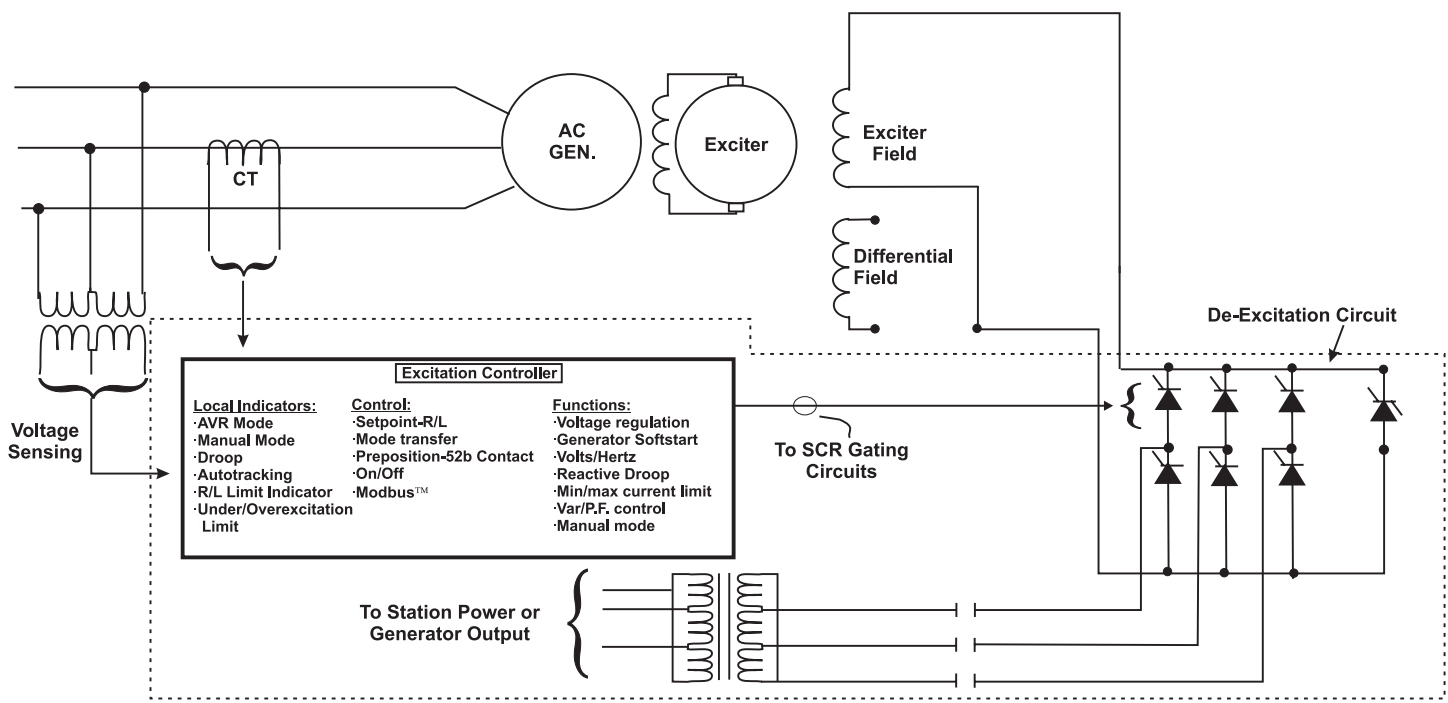 AC
GEN.
Exciter
Exciter
Field
Differential
Field
CT
De-Excitation Circuit
Voltage
Sensing
Excitation Controller
Local Indicators:
·AVR Mode
·Manual Mode
·Droop
·Autotracking
·R/L Limit Indicator
·Under/Overexcitation
Limit
Control:
·Setpoint-R/L
·Mode transfer
·Preposition-52b Contact
·On/Off
·Modbus™
Functions:
·Voltage regulation
·Generator Softstart
·Volts/Hertz
·Reactive Droop
·Min/max current limit
·Var/P.F. control
·Manual mode
To SCR Gating
Circuits
To Station Power or
Generator Output